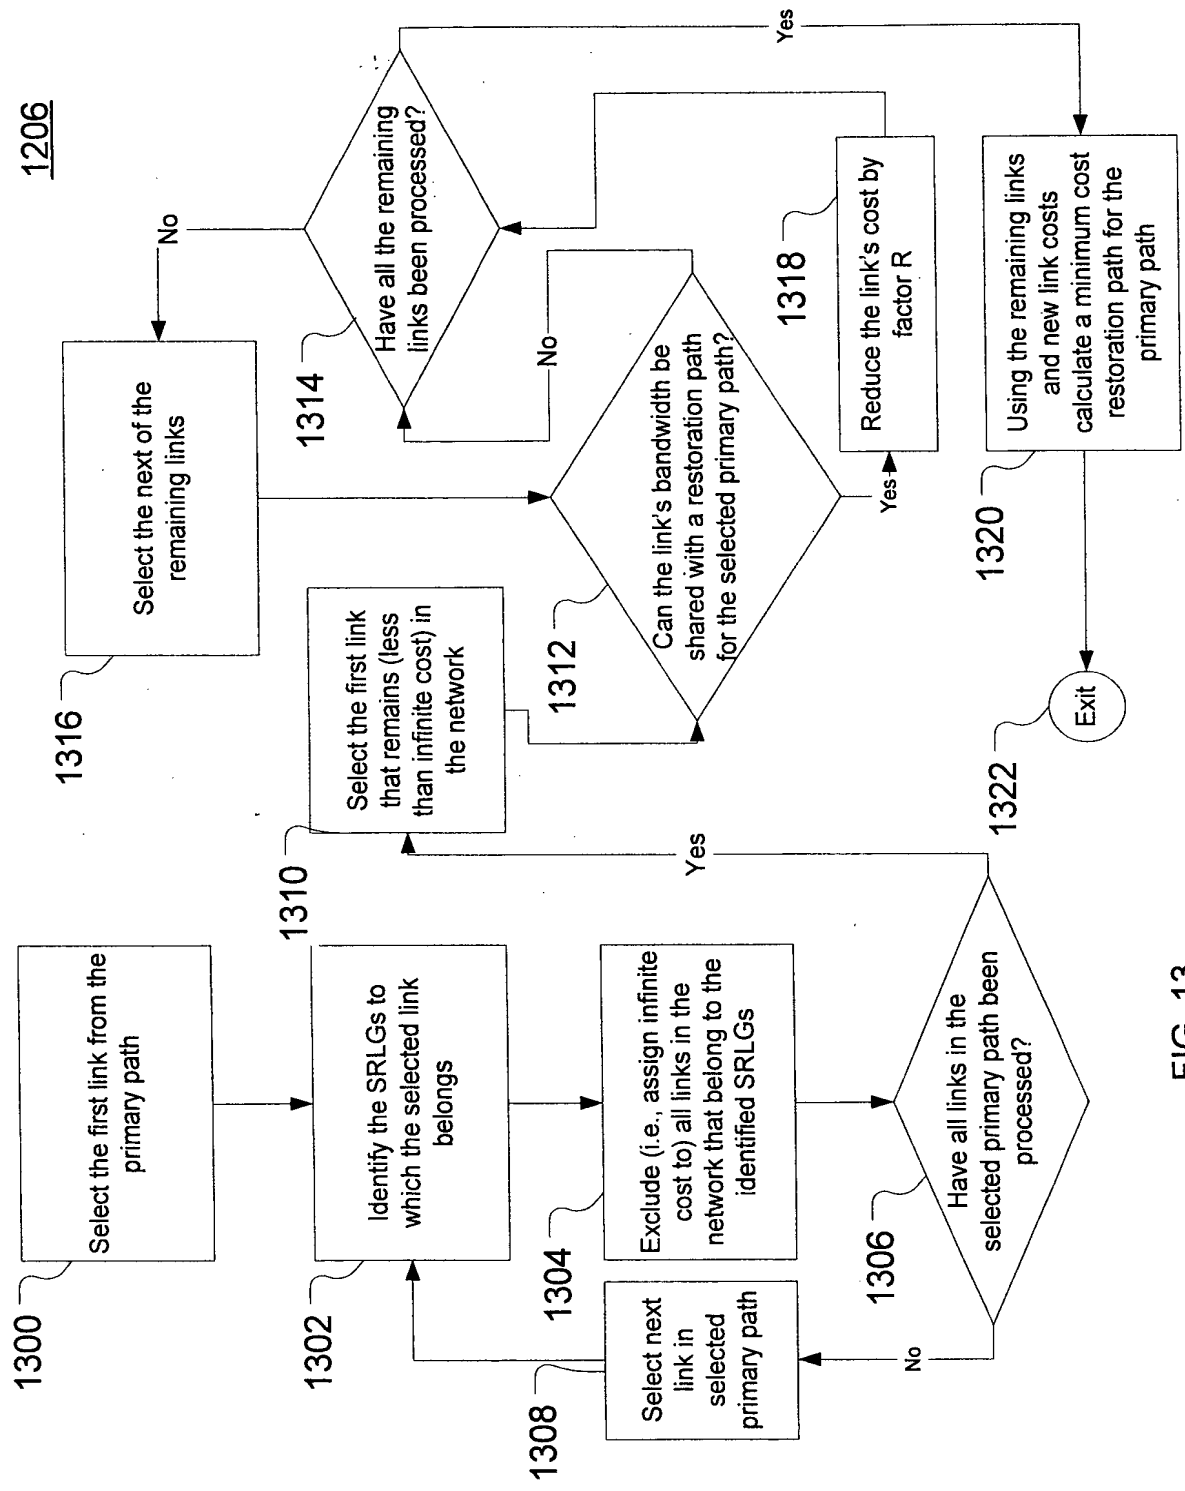 1206
1300
Select the first link from the
primary path
1302
Identify the SRLGs to
which the selected link
belongs
1304
Exclude (i.e., assign infinite
cost to) all links in the
network that belong to the
identified SRLGs
1306
Have all links in the
selected primary path been
processed?
No
1308
Select next
link in
selected
primary path
Yes
1310
Select the first link
that remains (less
than infinite cost) in
the network
1312
Can the link's bandwidth be
shared with a restoration path
for the selected primary path?
No
Yes
1314
Have all the remaining
links been processed?
No
Yes
1316
Select the next of the
remaining links
1318
Reduce the link's cost by
factor R
1320
Using the remaining links
and new link costs
calculate a minimum cost
restoration path for the
primary path
1322
Exit
FIG. 13